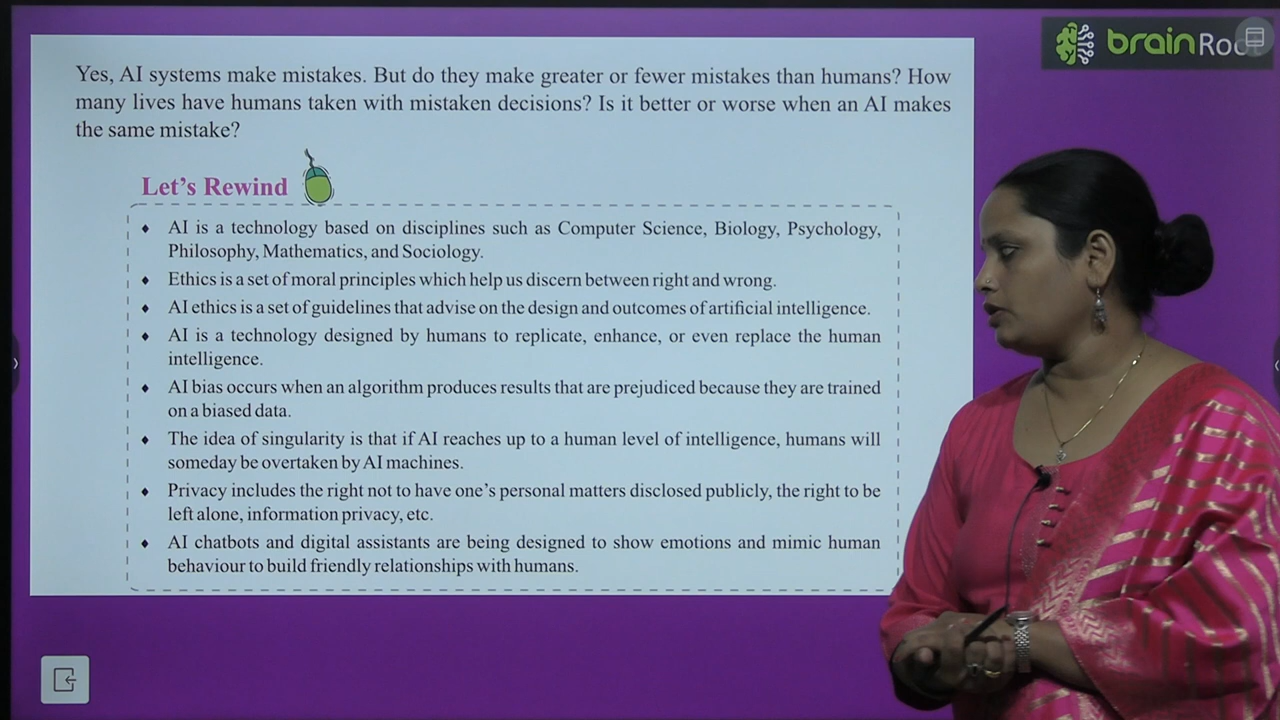 brainRoo
Yes, AI systems make mistakes. But do they make greater or fewer mistakes than humans? How
many lives have humans taken with mistaken decisions? Is it better or worse when an AI makes
the same mistake?
Let's Rewind
AI is a technology based on disciplines such as Computer Science, Biology, Psychology,
Philosophy, Mathematics, and Sociology.
Ethics is a set of moral principles which help us discern between right and wrong.
AI ethics is a set of guidelines that advise on the design and outcomes of artificial intelligence.
AI is a technology designed by humans to replicate, enhance, or even replace the human
intelligence.
AI bias occurs when an algorithm produces results that are prejudiced because they are trained
on a biased data.
The idea of singularity is that if AI reaches up to a human level of intelligence, humans will
someday be overtaken by AI machines.
Privacy includes the right not to have one's personal matters disclosed publicly, the right to be
left alone, information privacy, etc.
AI chatbots and digital assistants are being designed to show emotions and mimic human
behaviour to build friendly relationships with humans.